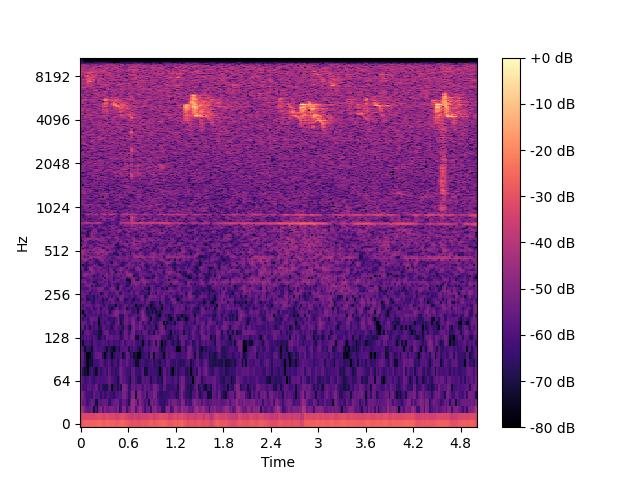 8192
4096
2048
1024
512
256
128
64
0
Hz
0 0.6 1.2 1.8 2.4 3 3.6 4.2 4.8
Time
+0 dB
-10 dB
-20 dB
-30 dB
-40 dB
-50 dB
-60 dB
-70 dB
-80 dB